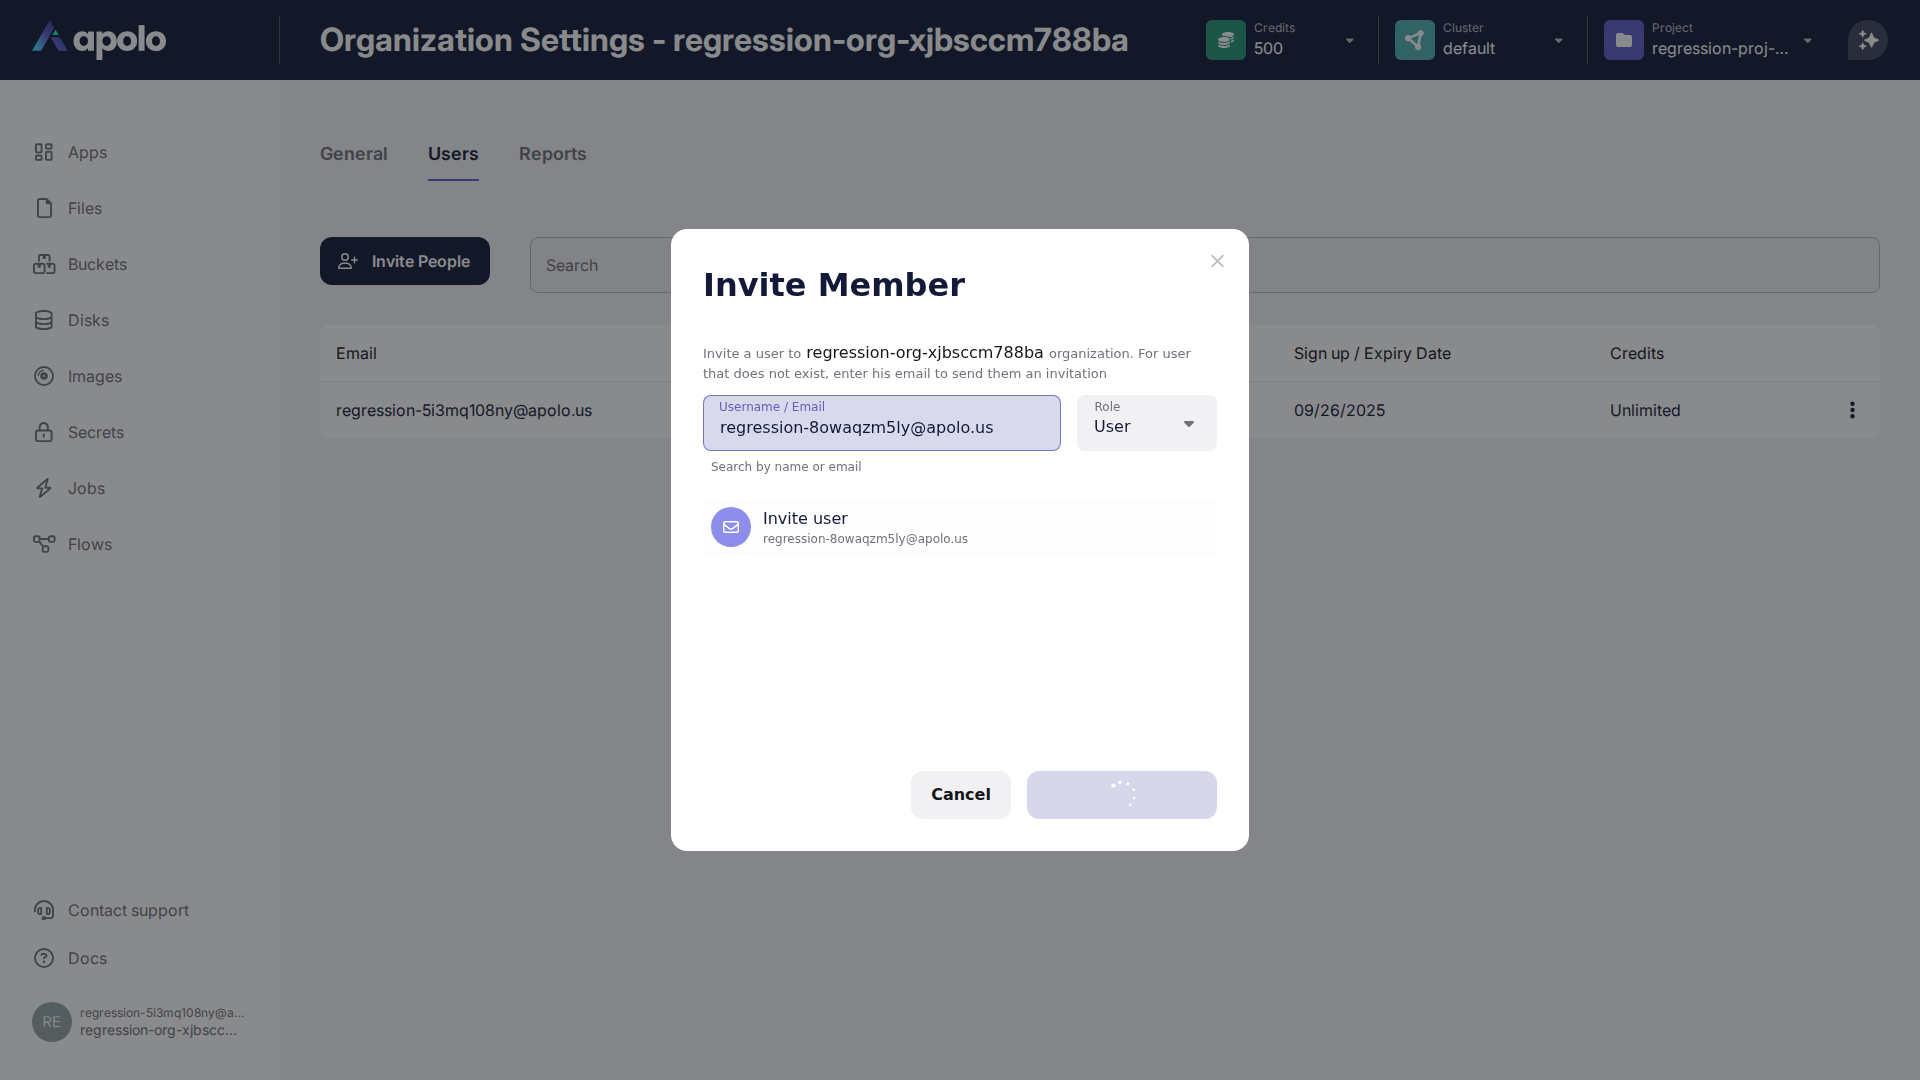 apolo
Organization Settings - regression-org-xjbsccm788ba
Credits
500
Cluster
default
Project
regression-proj-...
Apps
Files
Buckets
Disks
Images
Secrets
Jobs
Flows
Contact support
Docs
RE
regression-5i3mq108ny@a...
regression-org-xjbscc...
General
Users
Reports
Invite People
Search
Email
Sign up / Expiry Date
Credits
regression-5i3mq108ny@apolo.us
09/26/2025
Unlimited
Invite Member
Invite a user to regression-org-xjbsccm788ba organization. For user
that does not exist, enter his email to send them an invitation
Username / Email
regression-8owaqzm5ly@apolo.us
Role
User
Search by name or email
Invite user
regression-8owaqzm5ly@apolo.us
Cancel